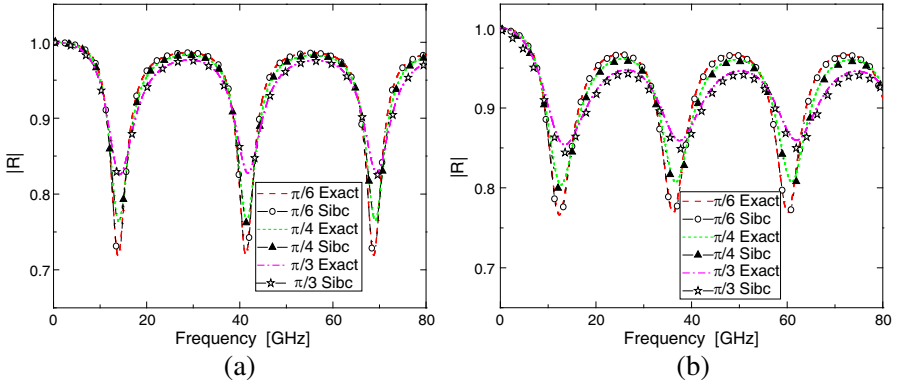 |R|
1.0
0.9
0.8
0.7
π/6 Exact
π/6 Sibc
π/4 Exact
π/4 Sibc
π/3 Exact
π/3 Sibc
0 20 40 60 80
Frequency [GHz]
(a)
|R|
1.0
0.9
0.8
0.7
π/6 Exact
π/6 Sibc
π/4 Exact
π/4 Sibc
π/3 Exact
π/3 Sibc
0 20 40 60 80
Frequency [GHz]
(b)